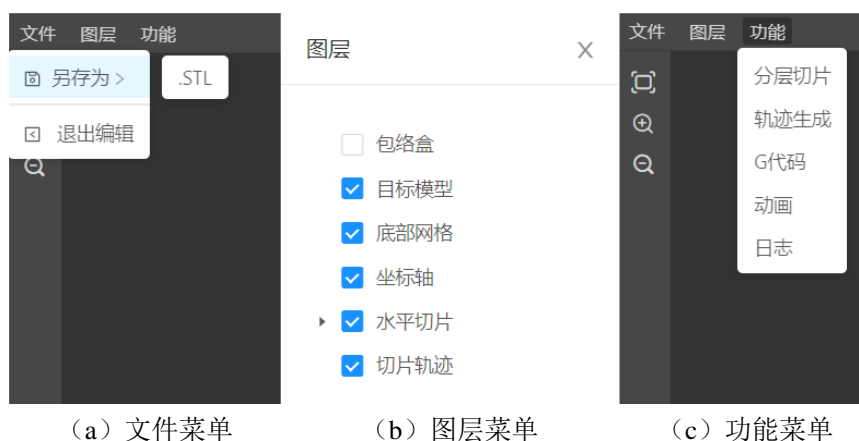 文件 图层 功能
另存为 >
.STL
退出编辑
图层
包络盒
目标模型
底部网格
坐标轴
水平切片
切片轨迹
文件 图层 功能
分层切片
轨迹生成
G代码
动画
日志
（a）文件菜单
（b）图层菜单
（c）功能菜单